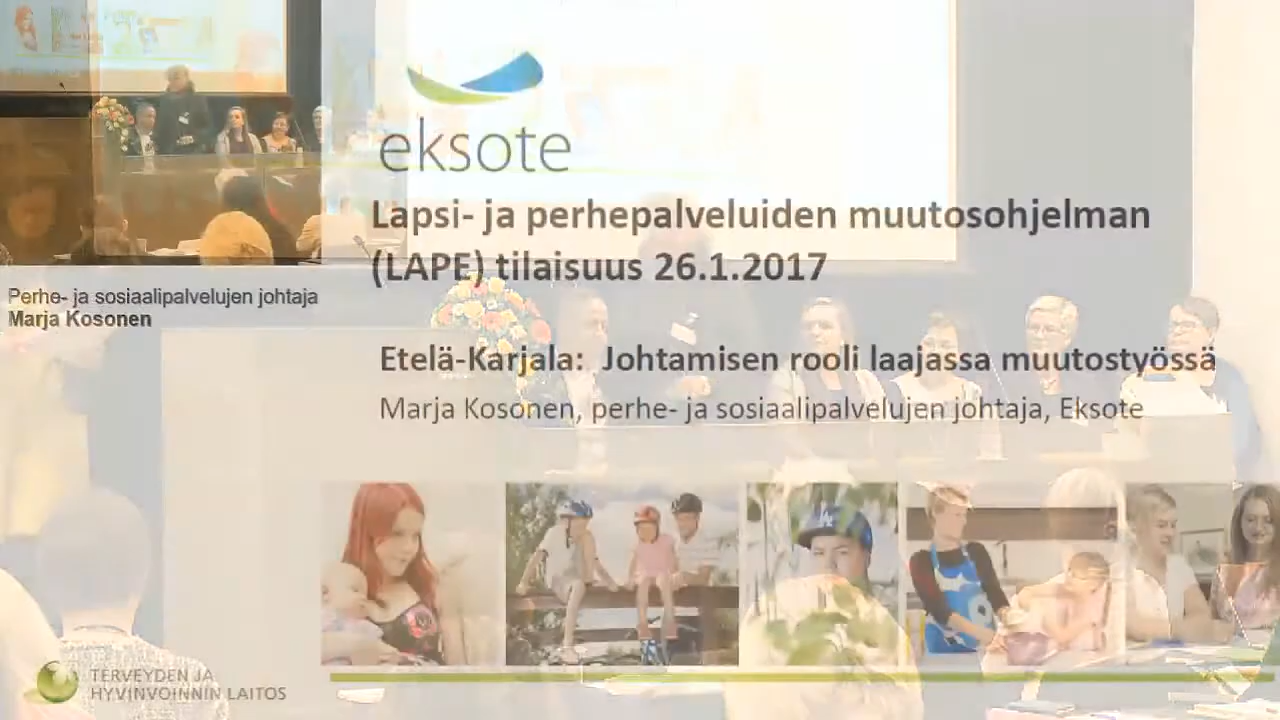 eksote
Lapsi- ja perhepalveluiden muutosohjelman
(LAPE) tilaisuus 26.1.2017
Perhe- ja sosiaalipalvelujen johtaja
Marja Kosonen
Etelä-Karjala: Johtamisen rooli laajassa muutostyössä
Marja Kosonen, perhe- ja sosiaalipalvelujen johtaja, Eksote
LA
TERVEYDEN JA
HYVINVOINNIN LAITOS